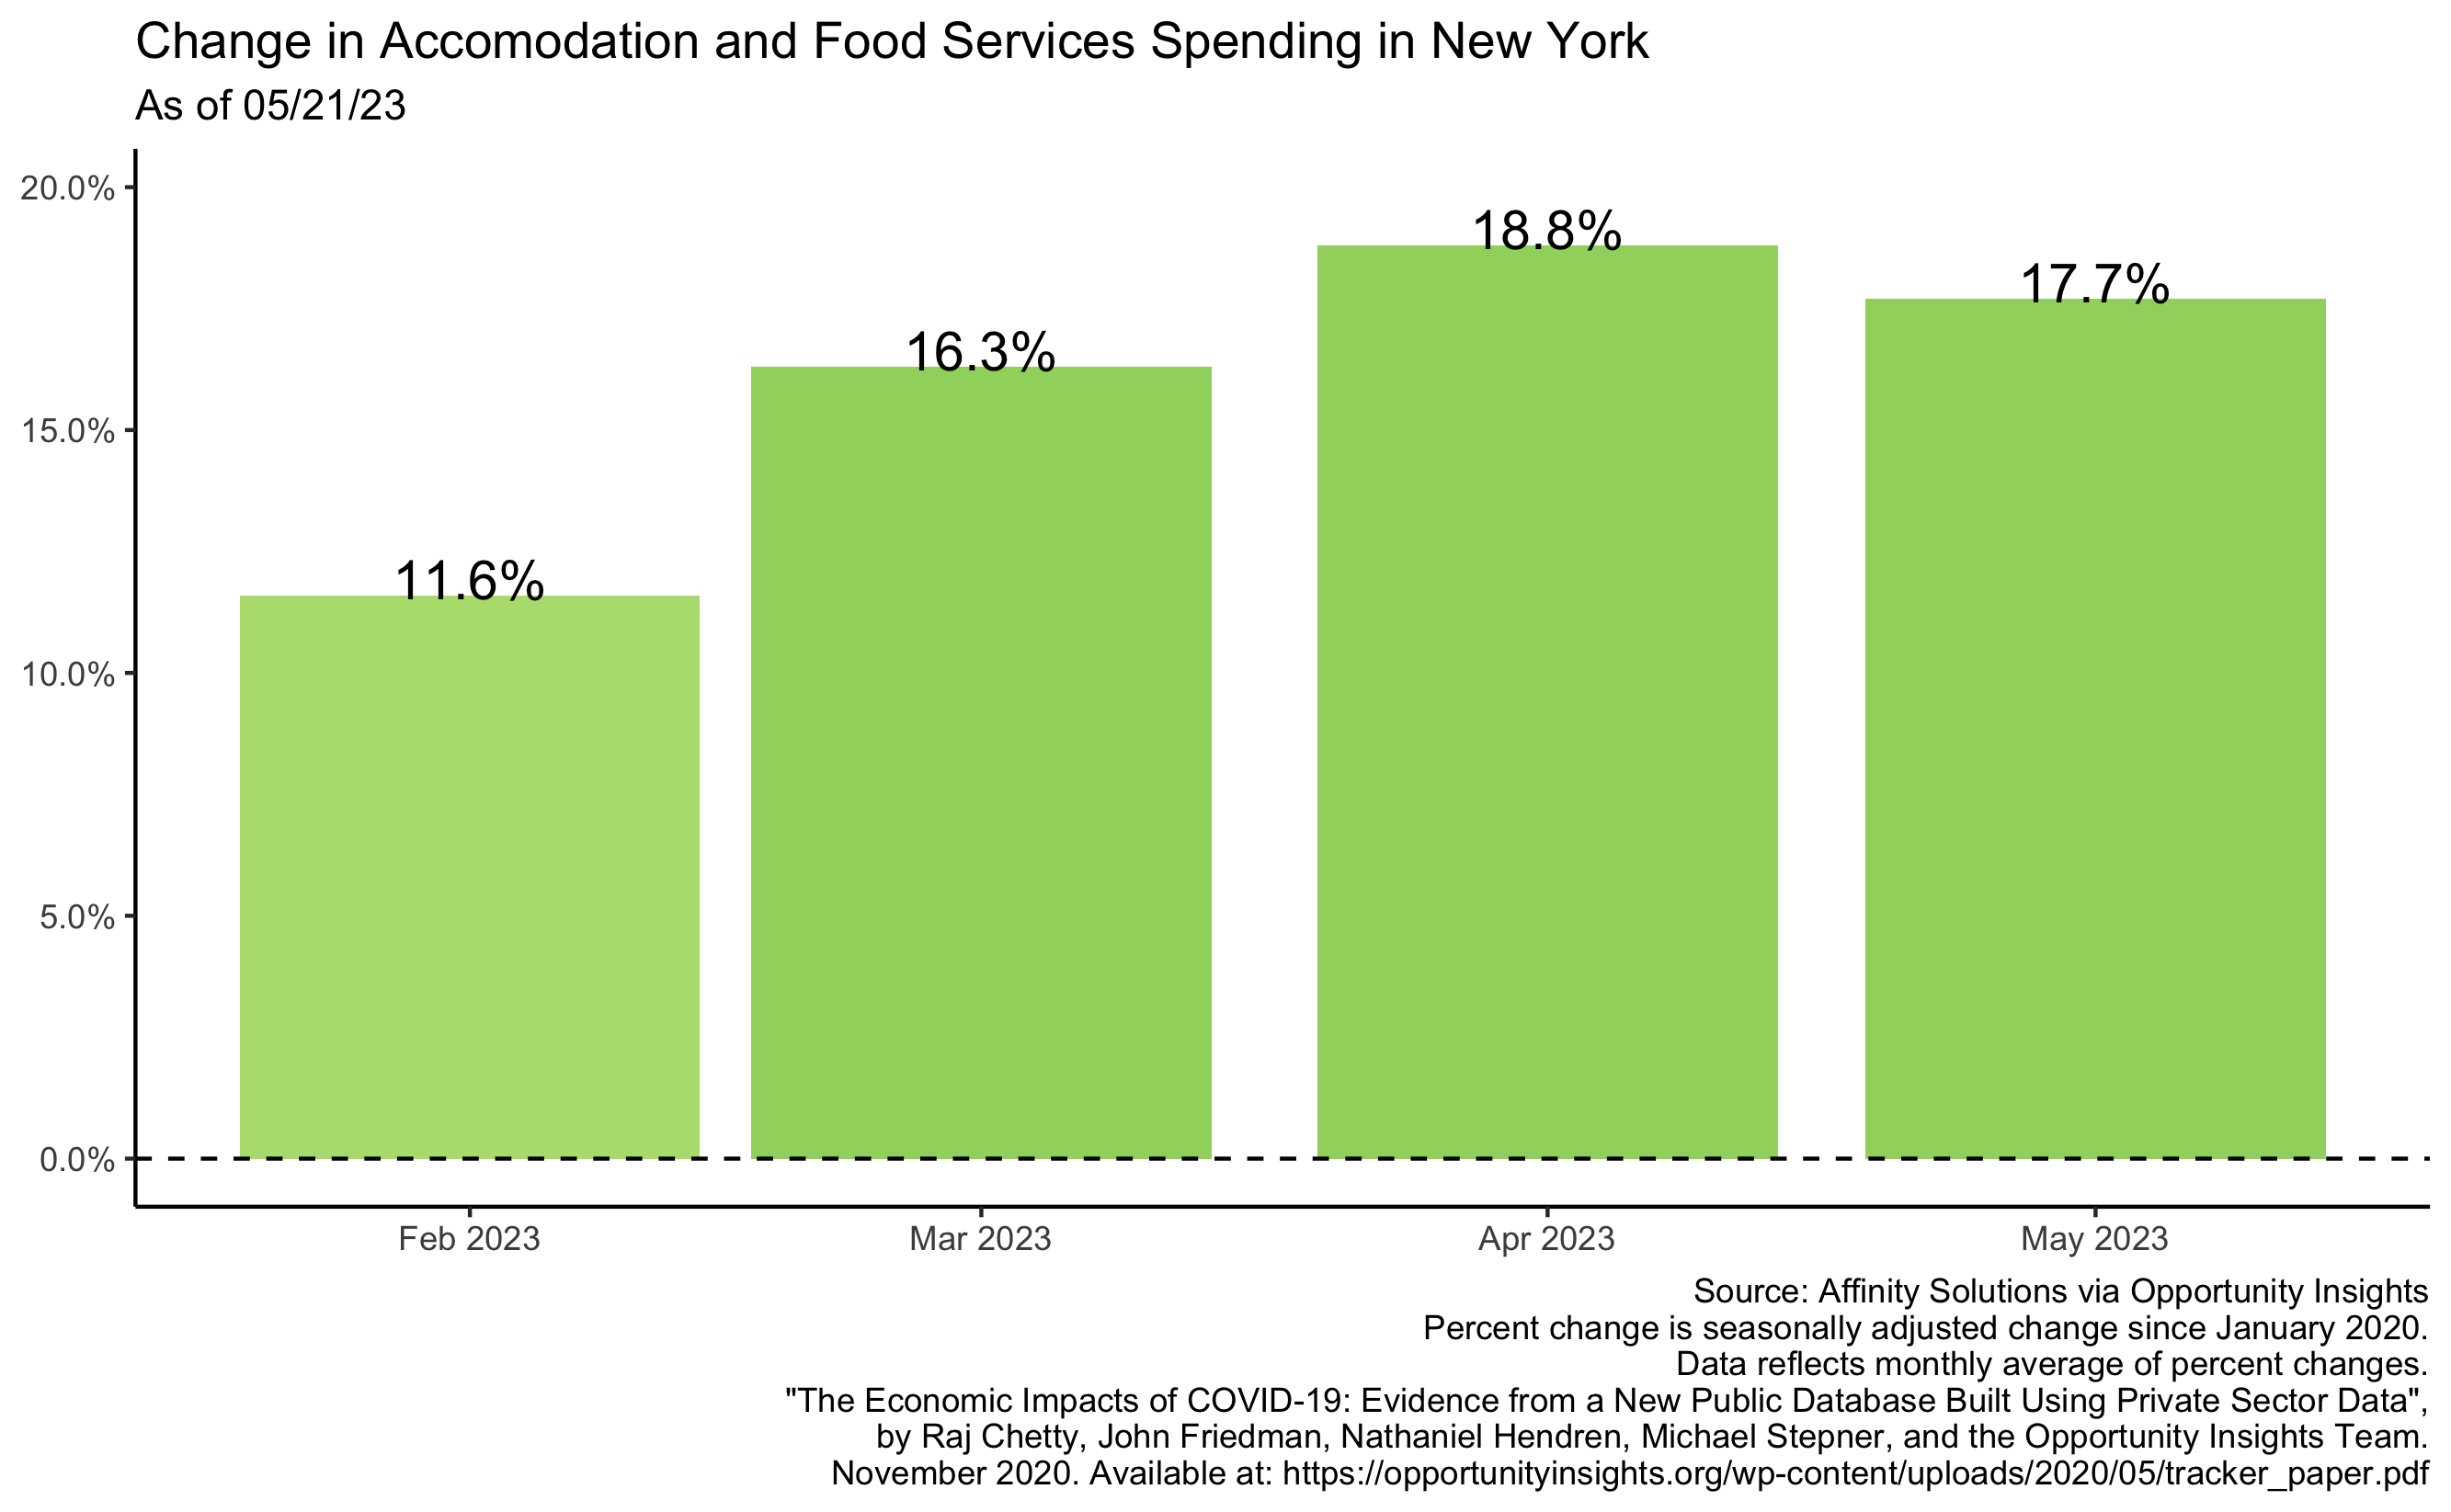 Change in Accomodation and Food Services Spending in New York
As of 05/21/23
20.0%
15.0%
10.0%
5.0%
0.0%
11.6%
16.3%
18.8%
17.7%
Feb 2023
Mar 2023
Apr 2023
May 2023
Source: Affinity Solutions via Opportunity Insights
Percent change is seasonally adjusted change since January 2020.
Data reflects monthly average of percent changes.
"The Economic Impacts of COVID-19: Evidence from a New Public Database Built Using Private Sector Data",
by Raj Chetty, John Friedman, Nathaniel Hendren, Michael Stepner, and the Opportunity Insights Team.
November 2020. Available at: https://opportunityinsights.org/wp-content/uploads/2020/05/tracker_paper.pdf